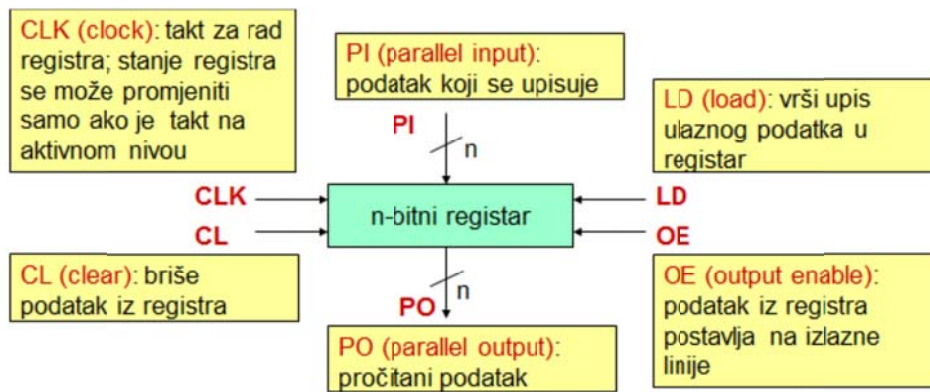 CLK (clock): takt za rad
registra; stanje registra
se može promjeniti
samo ako je takt na
aktivnom nivou
PI (parallel input):
podatak koji se upisuje
LD (load): vrši upis
ulaznog podatka u
registar
PI
n
CLK
CL
n-bitni registar
LD
OE
CL (clear): briše
podatak iz registra
n
PO
PO (parallel output):
pročitani podatak
OE (output enable):
podatak iz registra
postavlja na izlazne
linije